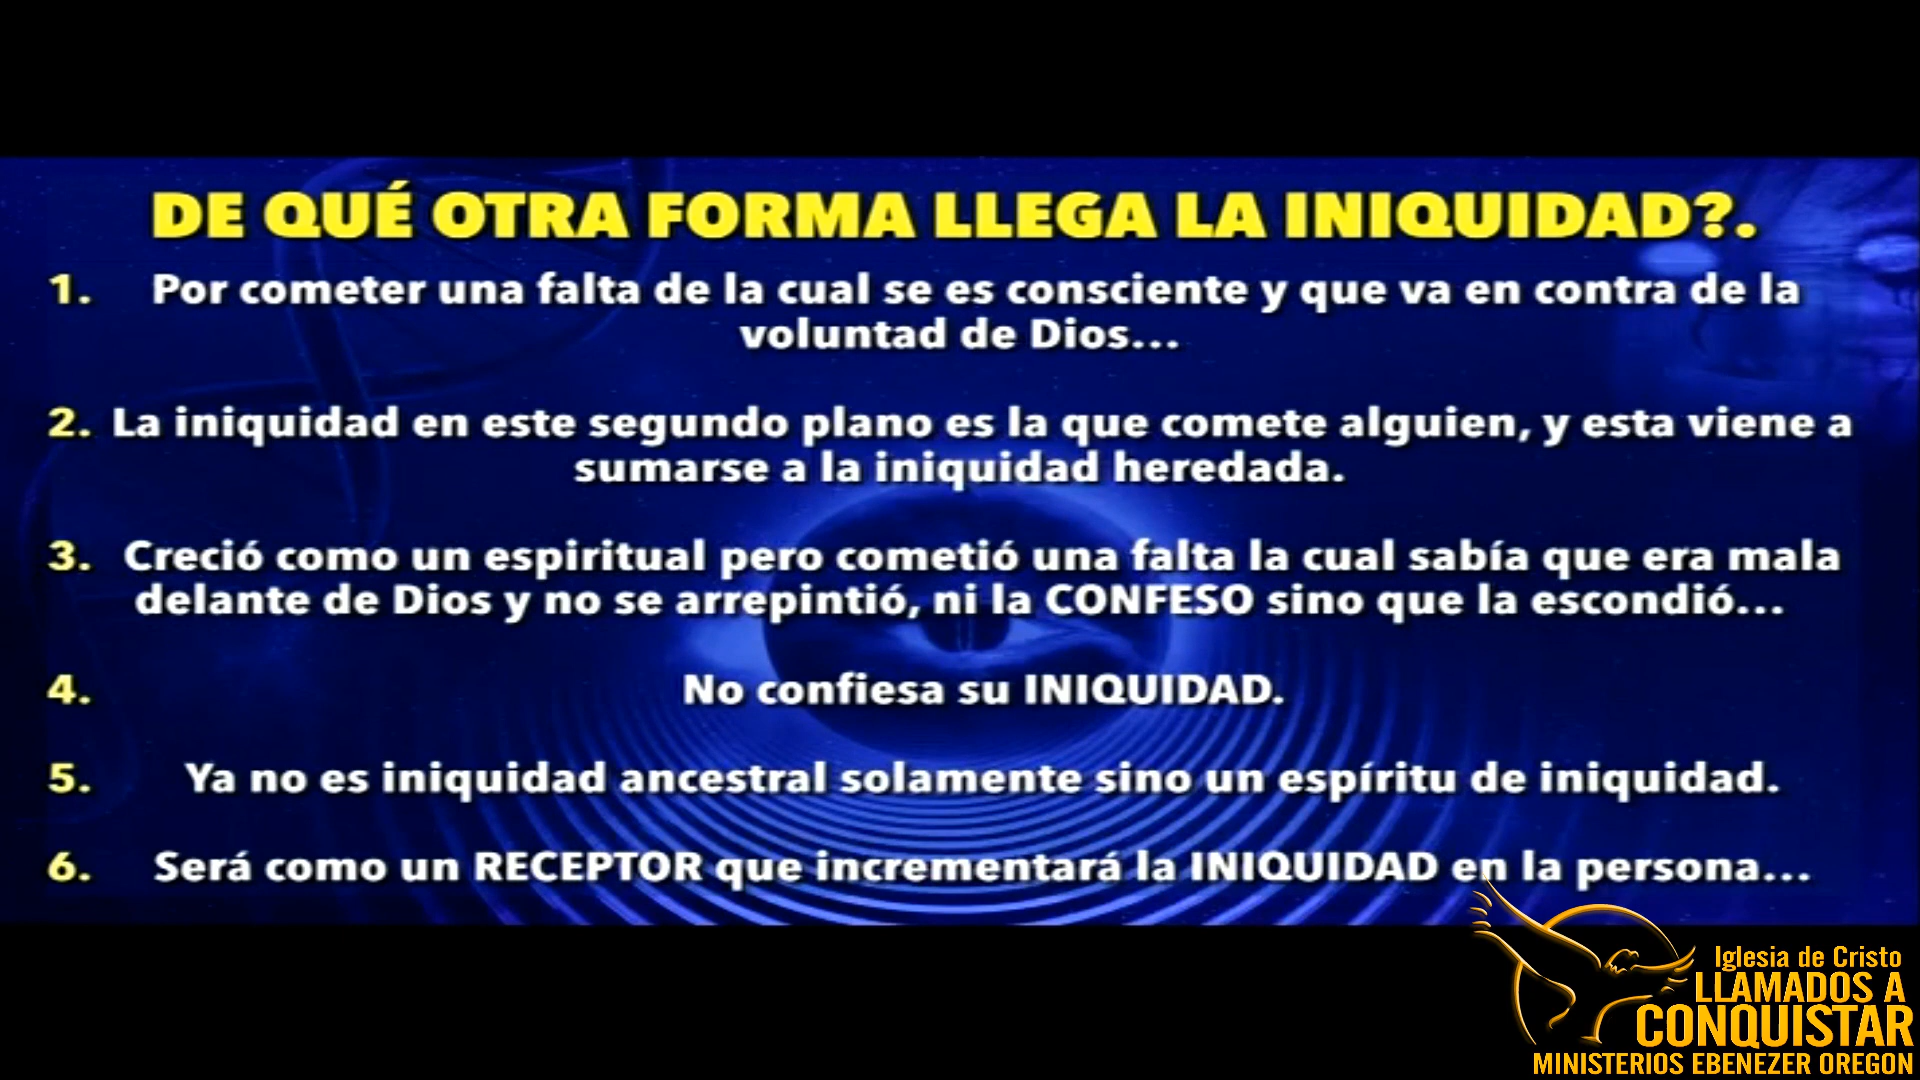 DE QUÉ OTRA FORMA LLEGA LA INIQUIDAD?.
1. Por cometer una falta de la cual se es consciente y que va en contra de la
voluntad de Dios...
2. La iniquidad en este segundo plano es la que comete alguien, y esta viene a
sumarse a la iniquidad heredada.
3. Creció como un espiritual pero cometió una falta la cual sabía que era mala
delante de Dios y no se arrepintió, ni la CONFESO sino que la escondió...
4. No confiesa su INIQUIDAD.
5. Ya no es iniquidad ancestral solamente sino un espíritu de iniquidad.
6. Será como un RECEPTOR que incrementará la INIQUIDAD en la persona...
Iglesia de Cristo
LLAMADOS A
CONQUISTAR
MINISTERIOS EBENEZER OREGON